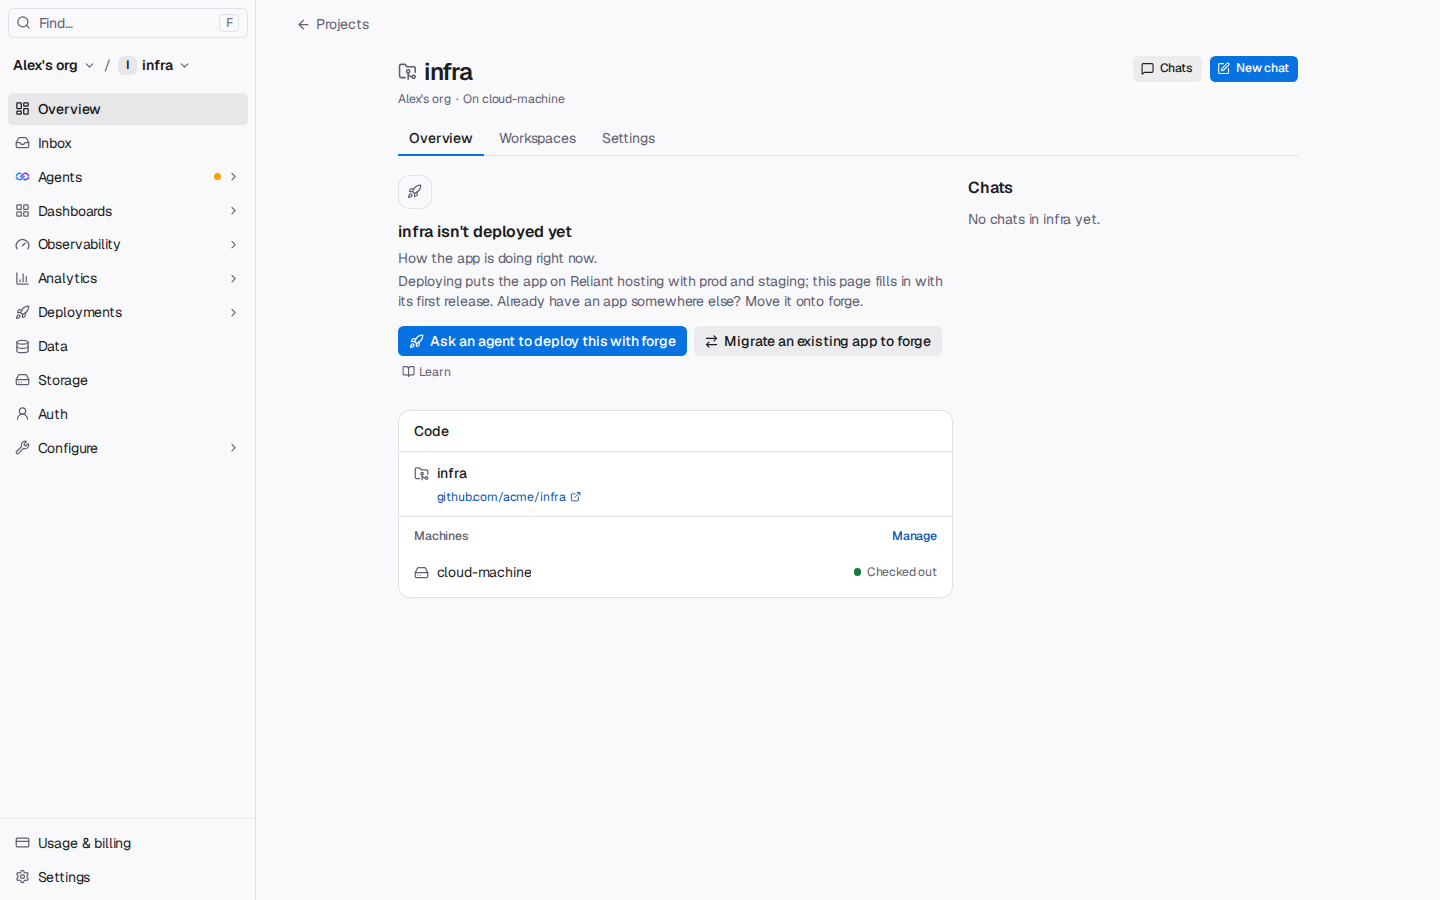 Find...
F
Alex's org
/
I
infra
Overview
Inbox
Agents
Dashboards
Observability
Analytics
Deployments
Data
Storage
Auth
Configure
Usage & billing
Settings
Projects
infra
Alex's org · On cloud-machine
Chats
New chat
Overview
Workspaces
Settings
infra isn't deployed yet
How the app is doing right now.
Deploying puts the app on Reliant hosting with prod and staging; this page fills in with
its first release. Already have an app somewhere else? Move it onto forge.
Ask an agent to deploy this with forge
Migrate an existing app to forge
Learn
Code
infra
github.com/acme/infra
Machines
Manage
cloud-machine
Checked out
Chats
No chats in infra yet.